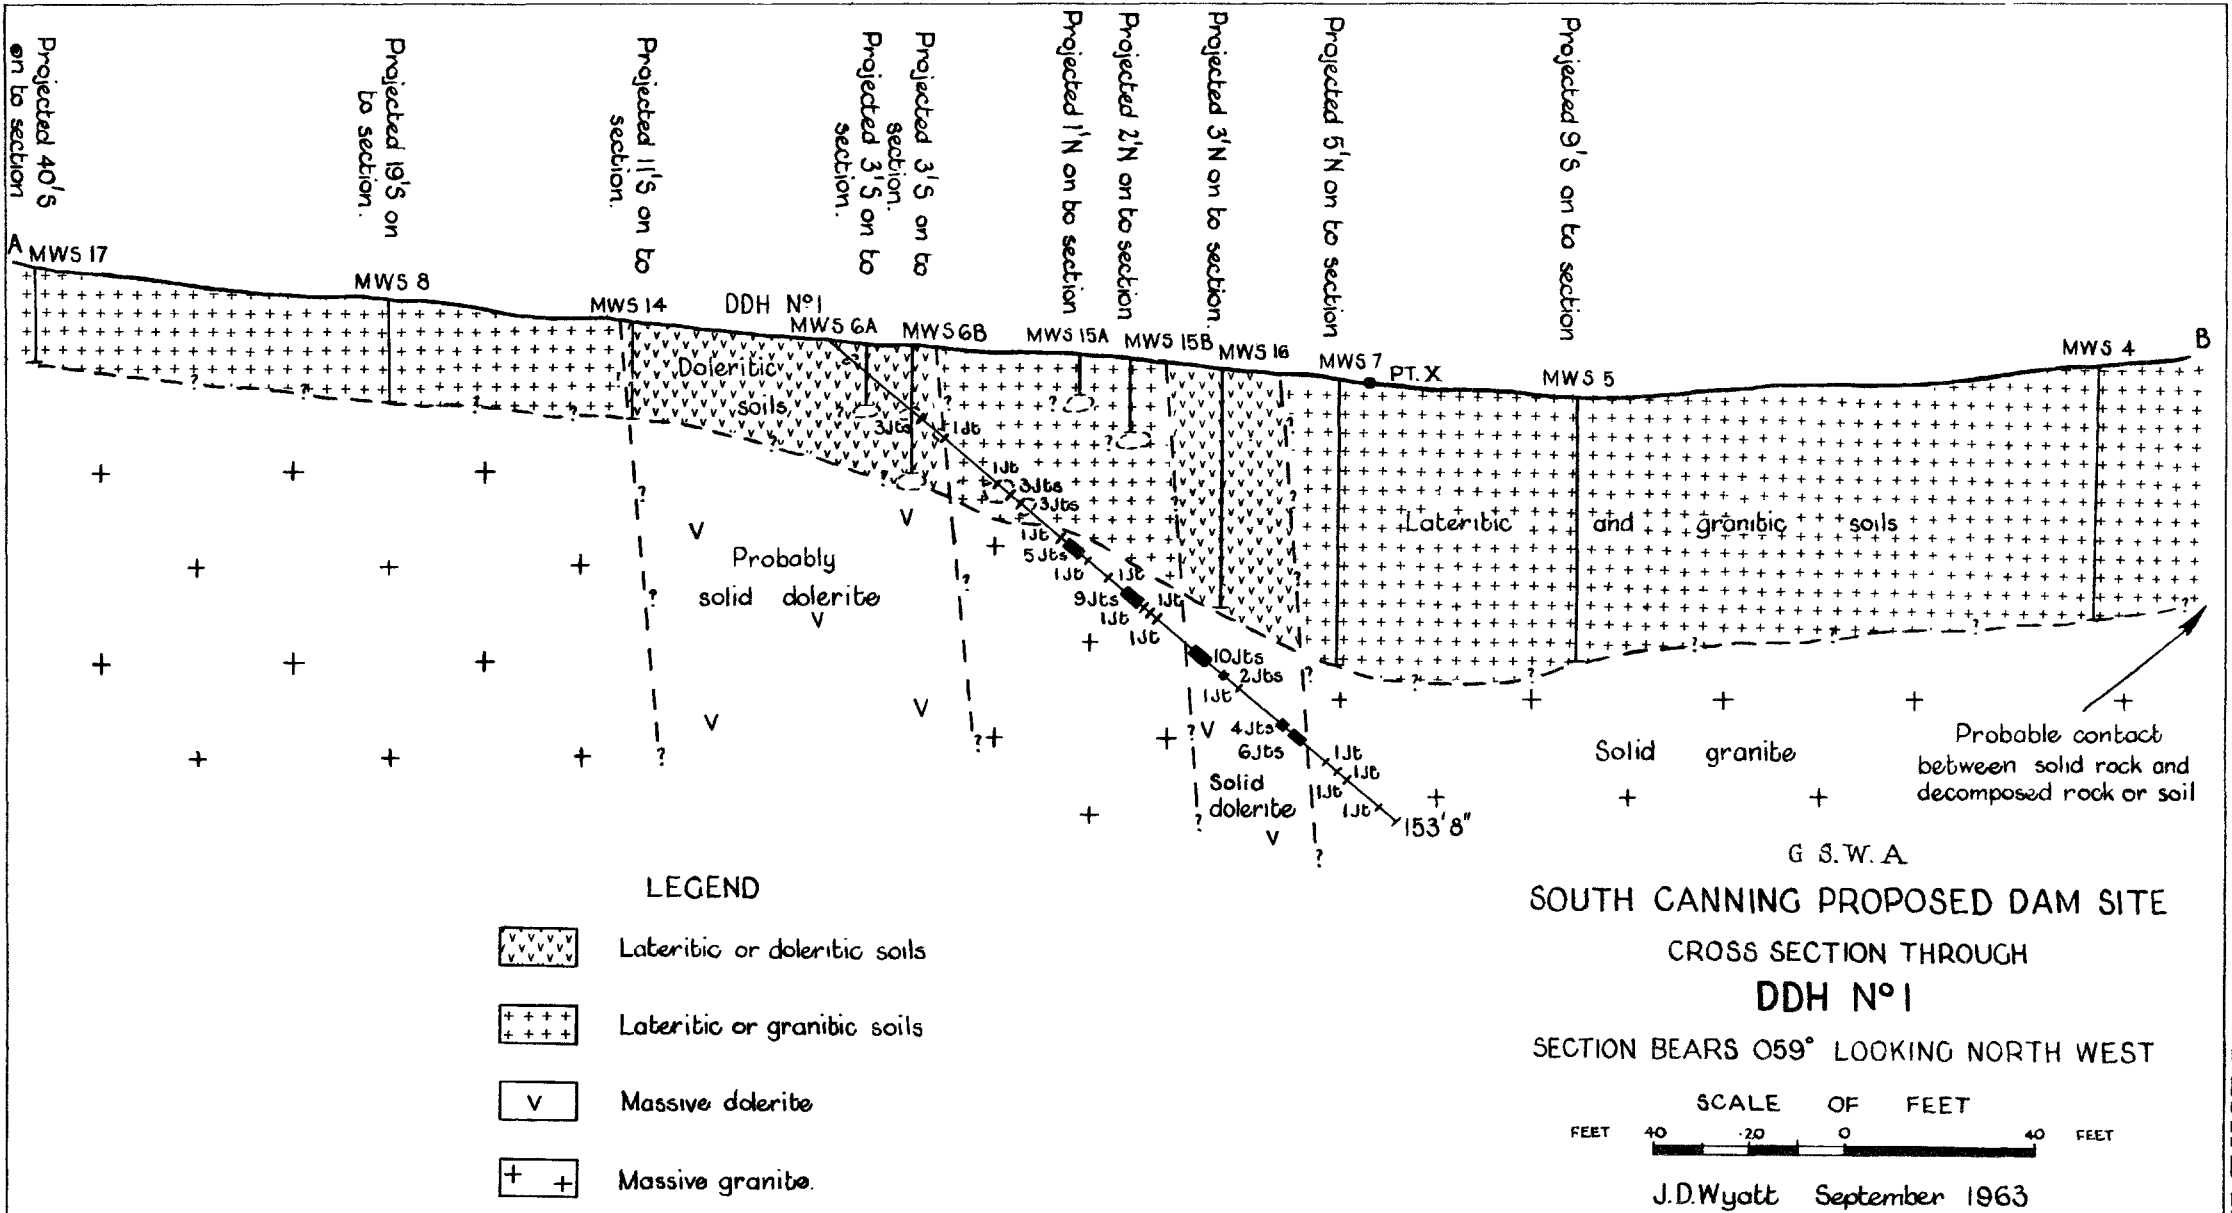 Projected 40'S
on to section
Projected 19'S on
to section.
Projected 11'S on to
section.
Projected 3'S on to
section.
Projected 3'S on to
section.
Projected 1'N on bo section
Projected 2'N on to section
Projected 3'N on to section.
Projected 5'N on to section
Projected 9'S on to section
A
MWS 17
MWS 8
MWS 14
DDH Nº1
MWS 6A
MWS 6B
MWS 15A
MWS 15B
MWS 16
MWS 7
PT. X
MWS 5
MWS 4
B
Doleritic
soils
3Jts
1Jt
1Jt
3Jts
3Jts
1Jt
5Jts
1Jt
1Jt
9Jts
1Jt
1Jt
1Jt
10Jts
2Jts
1Jt
4Jts
6Jts
1Jt
1Jt
1Jt
1Jt
153'8"
Lateritic and granitic soils
Probably
solid dolerite
Solid
dolerite
Solid granite
Probable contact
between solid rock and
decomposed rock or soil
LEGEND
Lateritic or doleritic soils
Lateritic or granitic soils
Massive dolerite
Massive granite.
G S.W.A
SOUTH CANNING PROPOSED DAM SITE
CROSS SECTION THROUGH
DDH Nº1
SECTION BEARS 059° LOOKING NORTH WEST
SCALE OF FEET
FEET 40 20 0 40 FEET
J.D.Wyatt September 1963